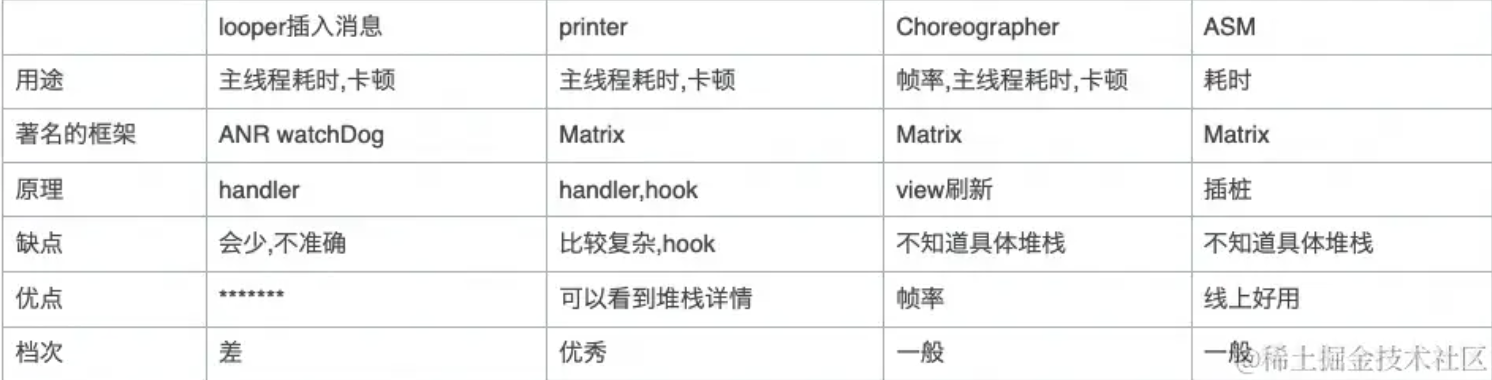 looper插入消息 printer Choreographer ASM
用途 主线程耗时,卡顿 主线程耗时,卡顿 帧率,主线程耗时,卡顿 耗时
著名的框架 ANR watchDog Matrix Matrix Matrix
原理 handler handler,hook view刷新 插桩
缺点 会少,不准确 比较复杂,hook 不知道具体堆栈 不知道具体堆栈
优点 ******* 可以看到堆栈详情 帧率 线上好用
档次 差 优秀 一般 一般
@稀土掘金技术社区